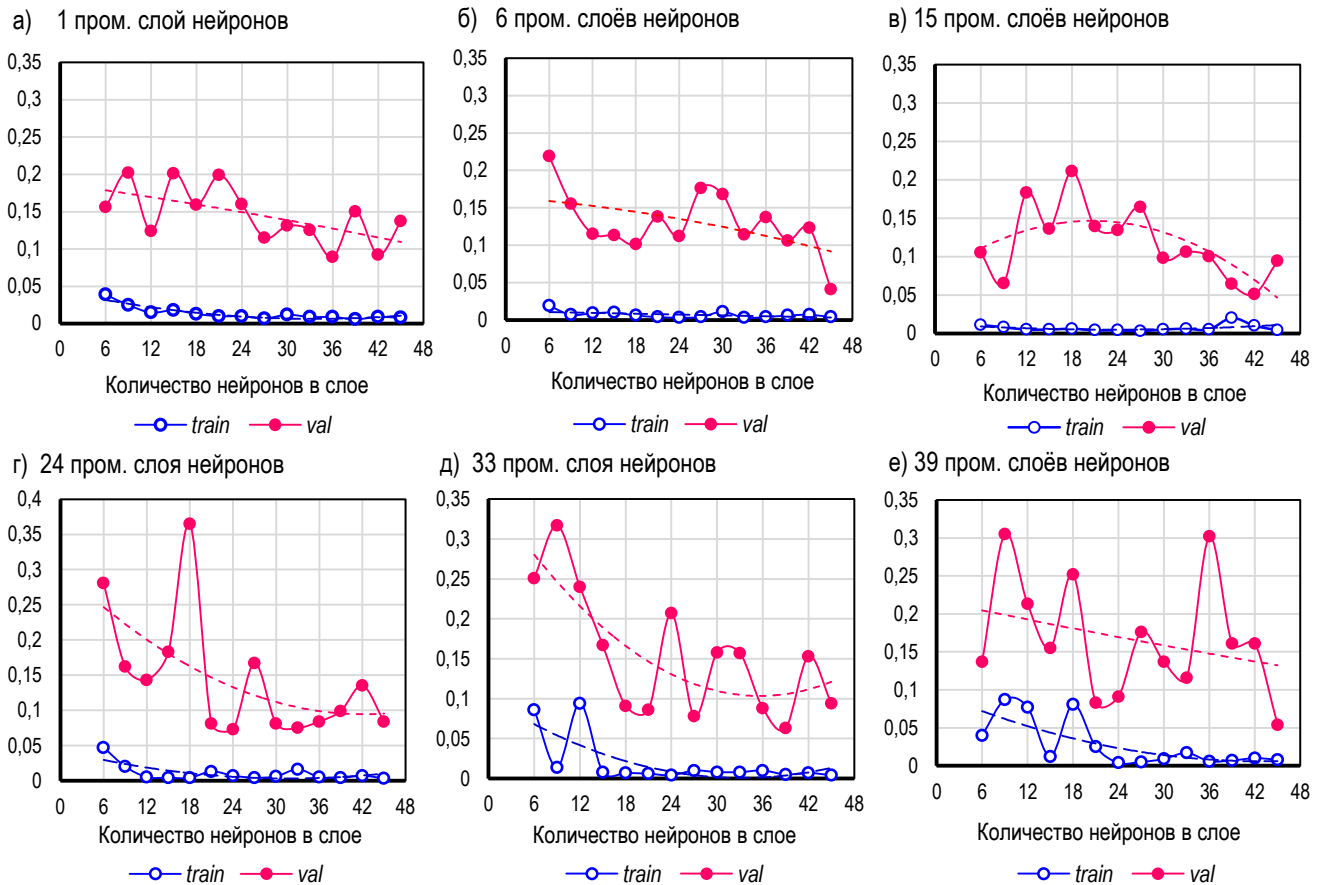 а) 1 пром. слой нейронов
0,35
0,3
0,25
0,2
0,15
0,1
0,05
0
0 6 12 18 24 30 36 42 48
Количество нейронов в слое
train val
б) 6 пром. слоёв нейронов
0,35
0,3
0,25
0,2
0,15
0,1
0,05
0
0 6 12 18 24 30 36 42 48
Количество нейронов в слое
train val
в) 15 пром. слоёв нейронов
0,35
0,3
0,25
0,2
0,15
0,1
0,05
0
0 6 12 18 24 30 36 42 48
Количество нейронов в слое
train val
г) 24 пром. слоя нейронов
0,4
0,35
0,3
0,25
0,2
0,15
0,1
0,05
0
0 6 12 18 24 30 36 42 48
Количество нейронов в слое
train val
д) 33 пром. слоя нейронов
0,35
0,3
0,25
0,2
0,15
0,1
0,05
0
0 6 12 18 24 30 36 42 48
Количество нейронов в слое
train val
е) 39 пром. слоёв нейронов
0,35
0,3
0,25
0,2
0,15
0,1
0,05
0
0 6 12 18 24 30 36 42 48
Количество нейронов в слое
train val